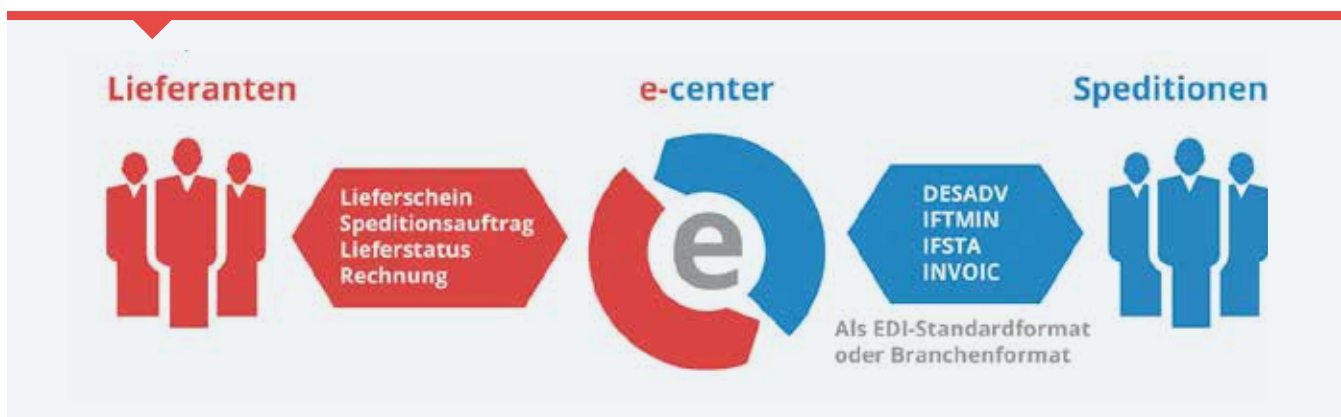 Lieferanten
e-center
Speditionen
Lieferschein
Speditionsauftrag
Lieferstatus
Rechnung
e
DESADV
IFTMIN
IFSTA
INVOIC
Als EDI-Standardformat
oder Branchenformat